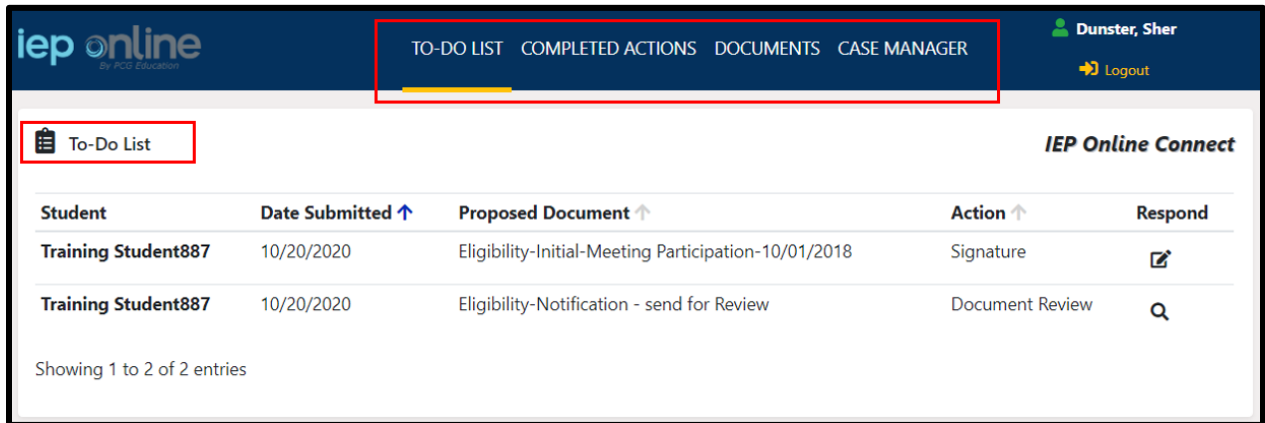 iep online
By PCG Education
TO-DO LIST COMPLETED ACTIONS DOCUMENTS CASE MANAGER
Dunster, Sher
Logout
To-Do List
IEP Online Connect
Student Date Submitted Proposed Document Action Respond
Training Student887 10/20/2020 Eligibility-Initial-Meeting Participation-10/01/2018 Signature
Training Student887 10/20/2020 Eligibility-Notification - send for Review Document Review
Showing 1 to 2 of 2 entries